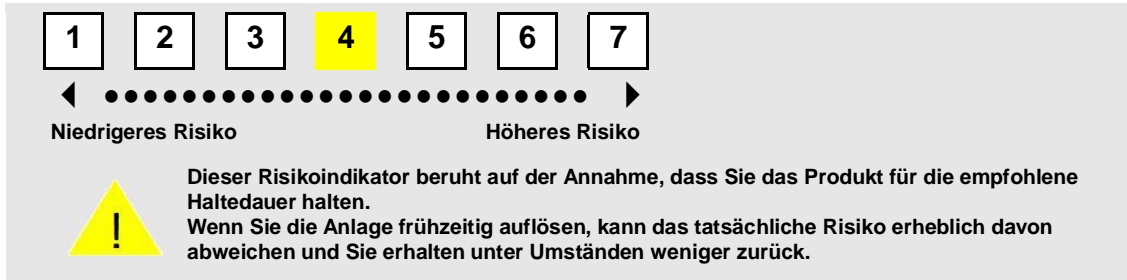 1 2 3 4 5 6 7
Niedrigeres Risiko Höheres Risiko
Dieser Risikoindikator beruht auf der Annahme, dass Sie das Produkt für die empfohlene
Haltedauer halten.
!
Wenn Sie die Anlage frühzeitig auflösen, kann das tatsächliche Risiko erheblich davon
abweichen und Sie erhalten unter Umständen weniger zurück.